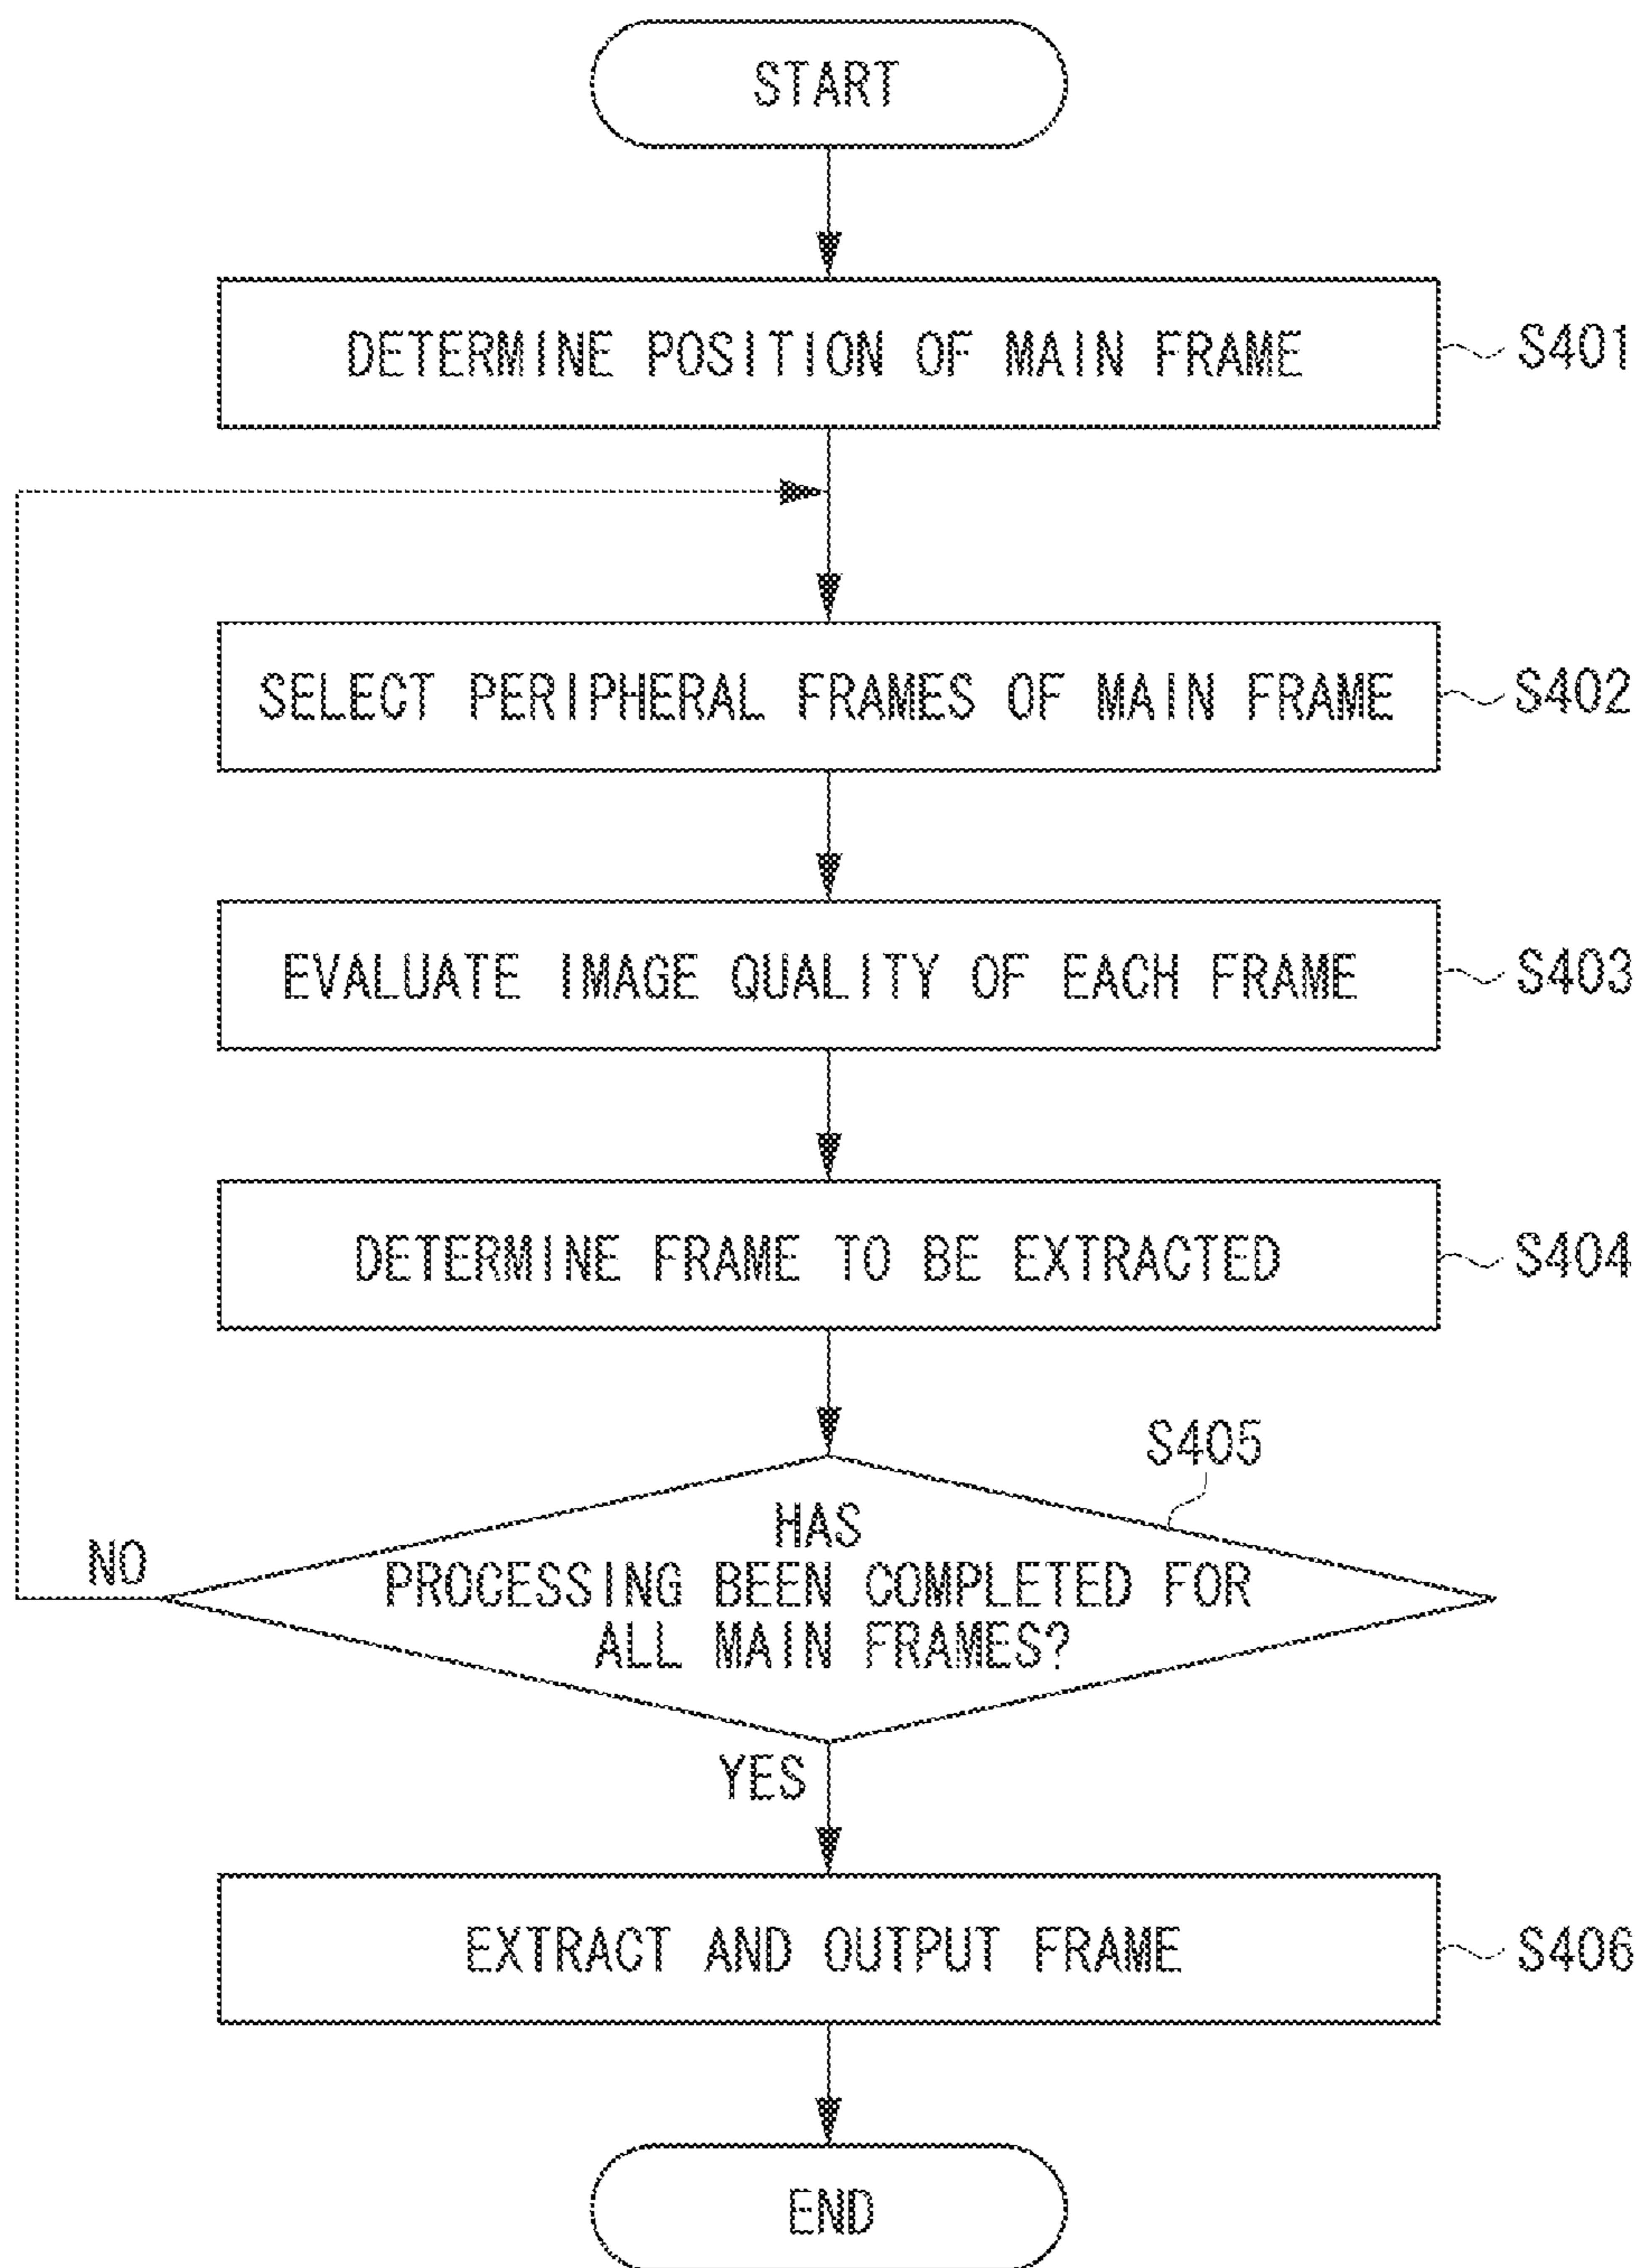 START
DETERMINE POSITION OF MAIN FRAME
S401
SELECT PERIPHERAL FRAMES OF MAIN FRAME
S402
EVALUATE IMAGE QUALITY OF EACH FRAME
S403
DETERMINE FRAME TO BE EXTRACTED
S404
S405
HAS
PROCESSING BEEN COMPLETED FOR
ALL MAIN FRAMES?
NO
YES
EXTRACT AND OUTPUT FRAME
S406
END